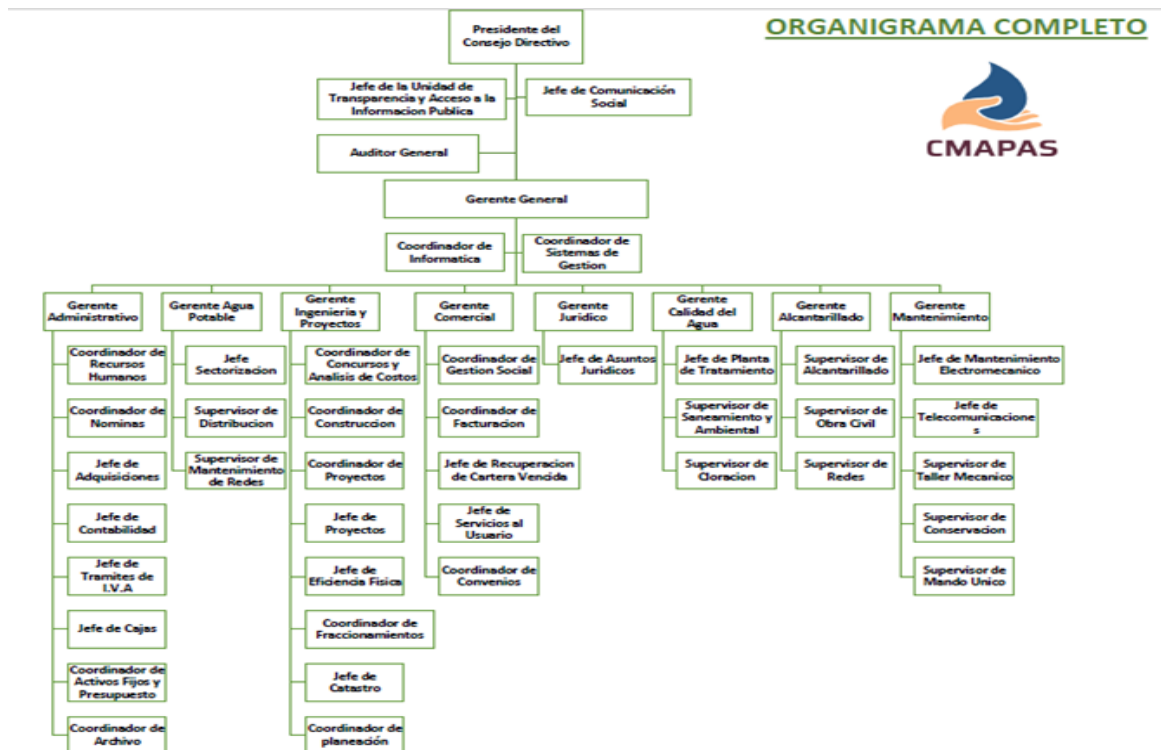 ORGANIGRAMA COMPLETO
CMAPAS
Presidente del
Consejo Directivo
Jefe de la Unidad de
Transparencia y Acceso a la
Informacion Publica
Jefe de Comunicación
Social
Auditor General
Gerente General
Coordinador de
Informatica
Coordinador de
Sistemas de
Gestion
Gerente
Administrativo
Gerente Agua
Potable
Gerente
Ingenieria y
Proyectos
Gerente
Comercial
Gerente
Juridico
Gerente
Calidad del
Agua
Gerente
Alcantarillado
Gerente
Mantenimiento
Coordinador de
Recursos
Humanos
Coordinador de
Nominas
Jefe de
Adquisiciones
Jefe de
Contabilidad
Jefe de
Tramites de
I.V.A
Jefe de Cajas
Coordinador de
Activos Fijos y
Presupuesto
Coordinador de
Archivo
Jefe
Sectorizacion
Supervisor de
Distribucion
Supervisor de
Mantenimiento
de Redes
Coordinador de
Concursos y
Analisis de Costos
Coordinador de
Construccion
Coordinador de
Proyectos
Jefe de
Proyectos
Jefe de
Eficiencia Fisica
Coordinador de
Fraccionamientos
Jefe de
Catastro
Coordinador de
planeación
Coordinador de
Gestion Social
Coordinador de
Facturacion
Jefe de Recuperacion
de Cartera Vencida
Jefe de
Servicios al
Usuario
Coordinador de
Convenios
Jefe de Asuntos
Juridicos
Jefe de Planta
de Tratamiento
Supervisor de
Saneamiento y
Ambiental
Supervisor de
Cloracion
Supervisor de
Alcantarillado
Supervisor de
Obra Civil
Supervisor de
Redes
Jefe de Mantenimiento
Electromecanico
Jefe de
Telecomunicacione
s
Supervisor de
Taller Mecanico
Supervisor de
Conservacion
Supervisor de
Mando Unico